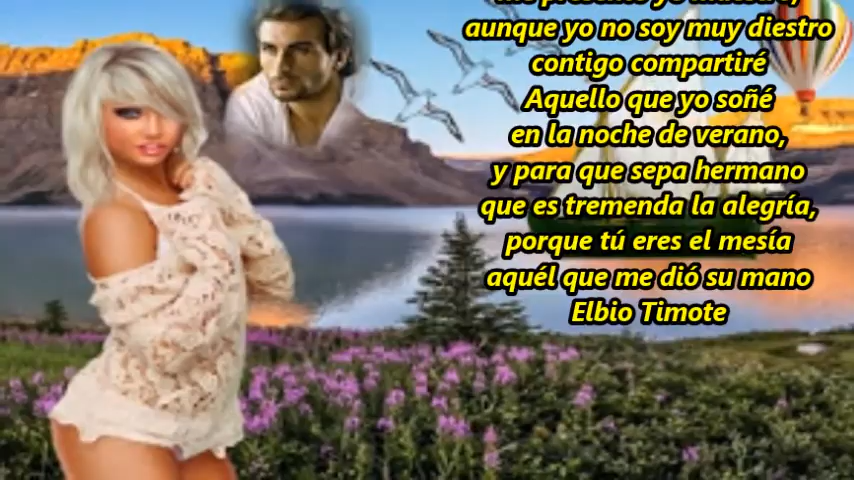 aunque yo no soy muy diestro
contigo compartiré
Aquello que yo soñé
en la noche de verano,
y para que sepa hermano
que es tremenda la alegría,
porque tú eres el mesía
aquél que me dió su mano
Elbio Timote